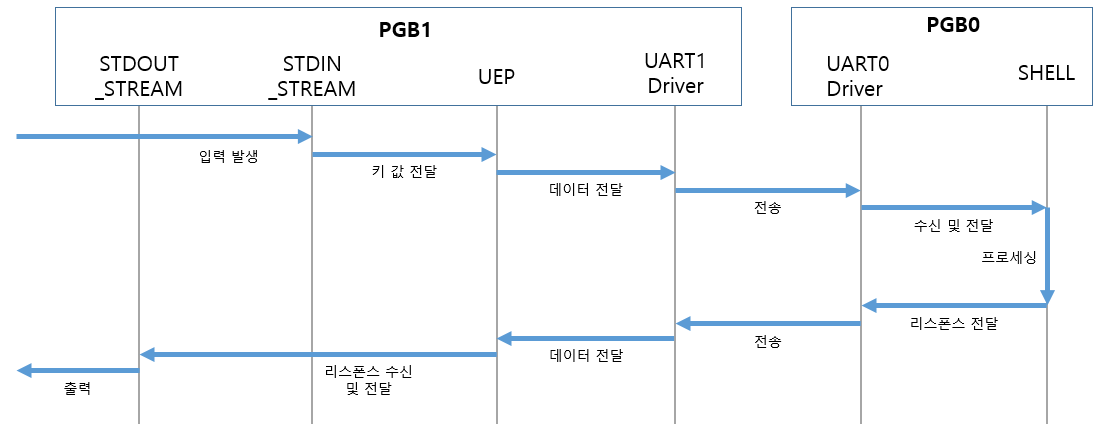 PGB1
PGB0
STDOUT
_STREAM
STDIN
_STREAM
UEP
UART1
Driver
UART0
Driver
SHELL
입력 발생
키 값 전달
데이터 전달
전송
수신 및 전달
프로세싱
리스폰스 전달
전송
데이터 전달
리스폰스 수신
및 전달
출력